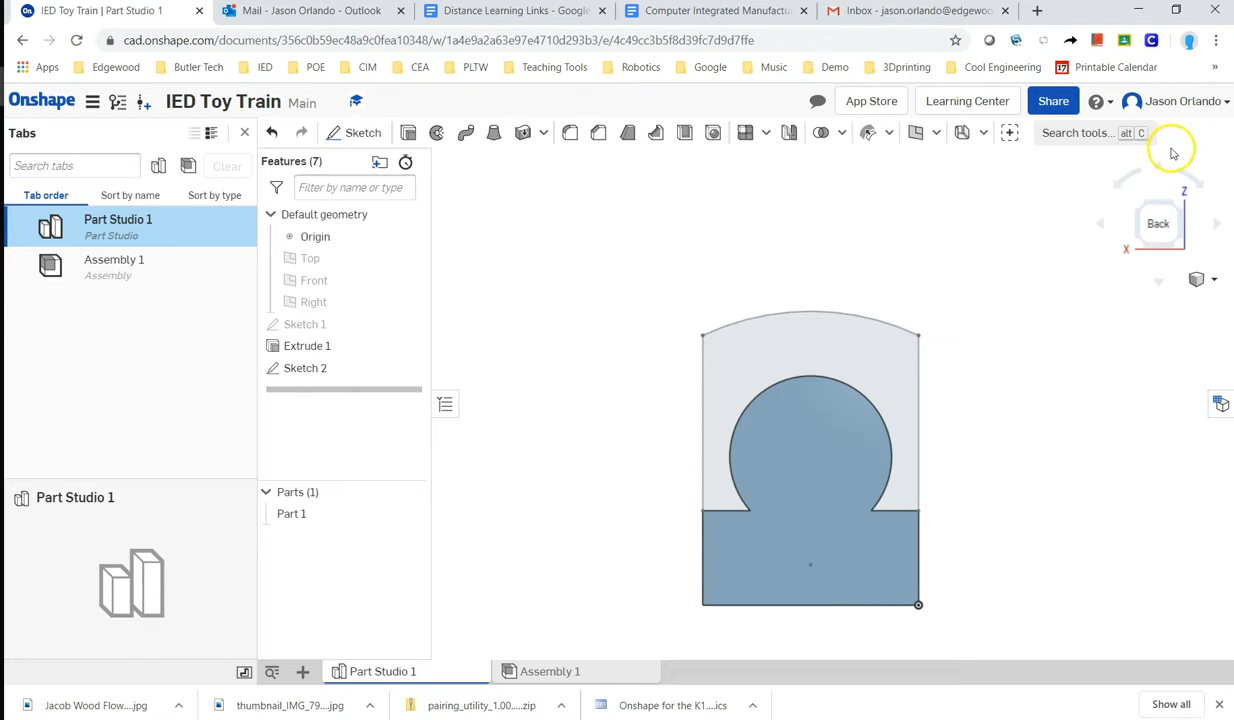 IED Toy Train | Part Studio 1
Mail - Jason Orlando - Outlook
Distance Learning Links - Google
Computer Integrated Manufactu
Inbox - jason.orlando@edgewoo
cad.onshape.com/documents/356c0b59ec48a9c0fea10348/w/1a4e9a2c63e97e4710d293b3/e/4c49cc3b5f8d39fc7d9d7ffe
Apps Edgewood Butler Tech IED POE CIM CEA PLTW Teaching Tools Robotics Google Music Demo 3Dprinting Cool Engineering 17 Printable Calendar »
Onshape IED Toy Train Main App Store Learning Center Share Jason Orlando
Tabs Sketch Search tools... alt C
Search tabs Clear
Features (7)
Filter by name or type
Tab order Sort by name Sort by type
Part Studio 1
Part Studio
Assembly 1
Assembly
Default geometry
Origin
Top
Front
Right
Sketch 1
Extrude 1
Sketch 2
Z
Back
X
Parts (1)
Part 1
Part Studio 1
Part Studio 1 Assembly 1
Jacob Wood Flow....jpg thumbnail_IMG_79....jpg pairing_utility_1.00....zip Onshape for the K1....ics Show all